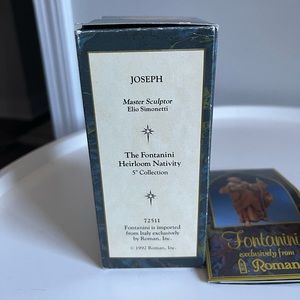 JOSEPH
Master Sculptor
Elio Simonetti
The Fontanini
Heirloom Nativity
5" Collection
72511
Fontanini is imported
from Italy exclusively
by Roman, Inc.
© 1992 Roman, Inc.
Fontanini
exclusively from
Roman